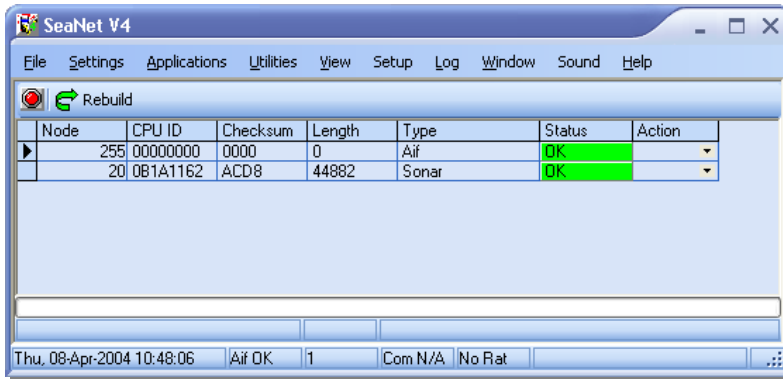 SeaNet V4
File Settings Applications Utilities View Setup Log Window Sound Help
Rebuild
Node CPU ID Checksum Length Type Status Action
255 00000000 0000 0 Aif OK
20 0B1A1162 ACD8 44882 Sonar OK
Thu, 08-Apr-2004 10:48:06 Aif OK 1 Com N/A No Rat